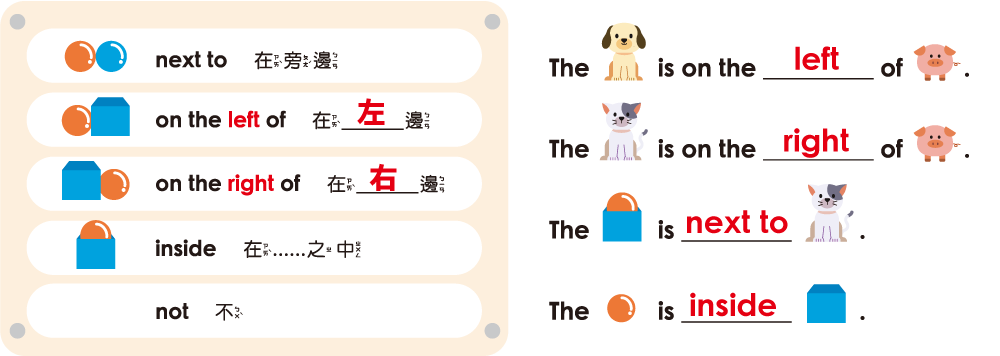 next to 在旁邊
on the left of 在左邊
on the right of 在右邊
inside 在......之中
not 不
The is on the left of .
The is on the right of .
The is next to .
The is inside .